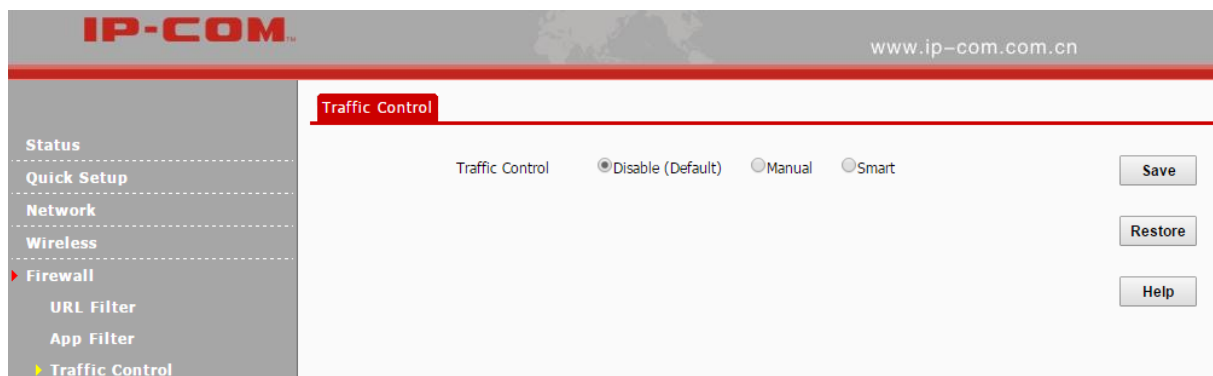 IP-COM™
www.ip-com.com.cn
Traffic Control
Status
Quick Setup
Network
Wireless
Firewall
URL Filter
App Filter
Traffic Control
Traffic Control Disable (Default) Manual Smart
Save
Restore
Help